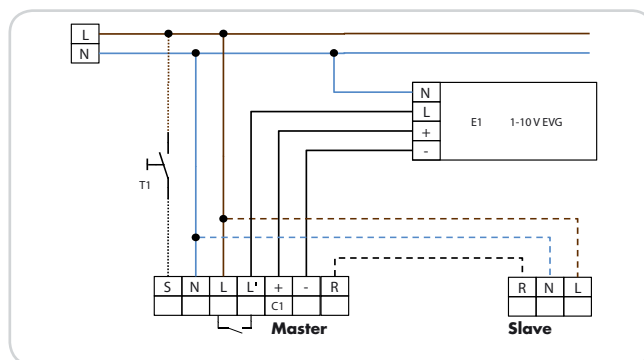 L
N
N
L
+
-
E1 1-10 V EVG
T1
S N L L' + - R
C1
Master
R N L
Slave